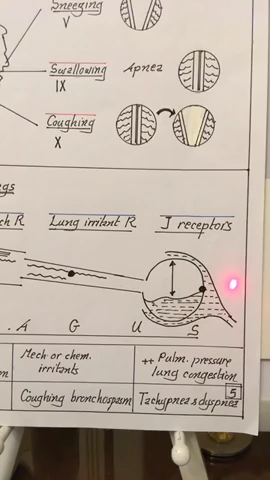 Sneezing
V
Swallowing Apnea
IX
Coughing
X
Lung irritent R J receptors
. A G U S
Mech or chem. irritants
++ Pulm. pressure lung congestion
Coughing bronchospasm
Tachypnea & dyspnea
5